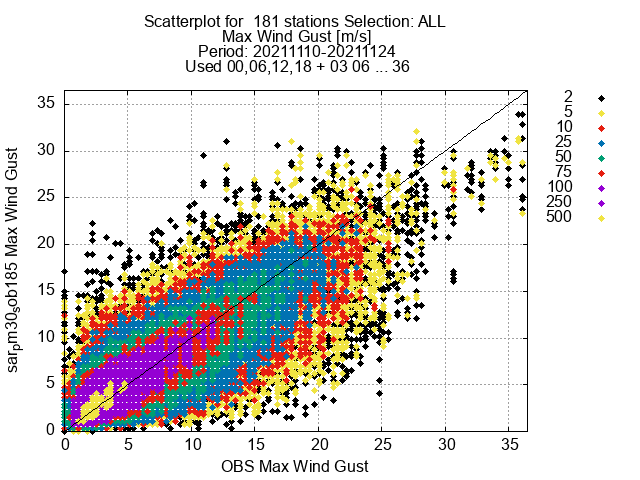 Scatterplot for 181 stations Selection: ALL
Max Wind Gust [m/s]
Period: 20211110-20211124
Used 00,06,12,18 + 03 06 ... 36
35
30
25
20
15
10
5
0
0 5 10 15 20 25 30 35
sarpm30sob185 Max Wind Gust
OBS Max Wind Gust
2
5
10
25
50
75
100
250
500